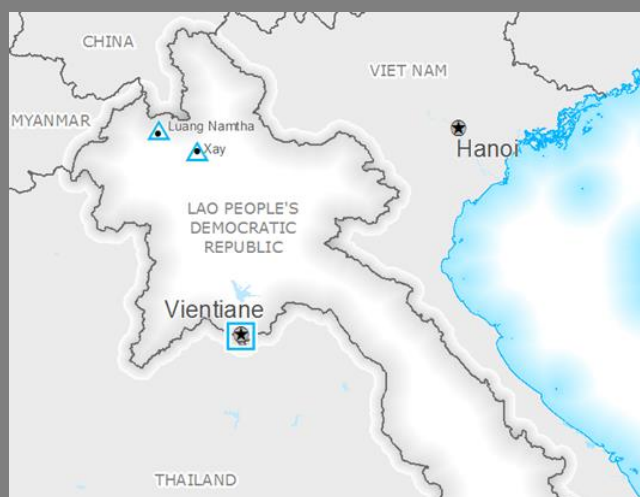 CHINA
VIET NAM
MYANMAR
Luang Namtha
Xay
Hanoi
LAO PEOPLE'S
DEMOCRATIC
REPUBLIC
Vientiane
THAILAND